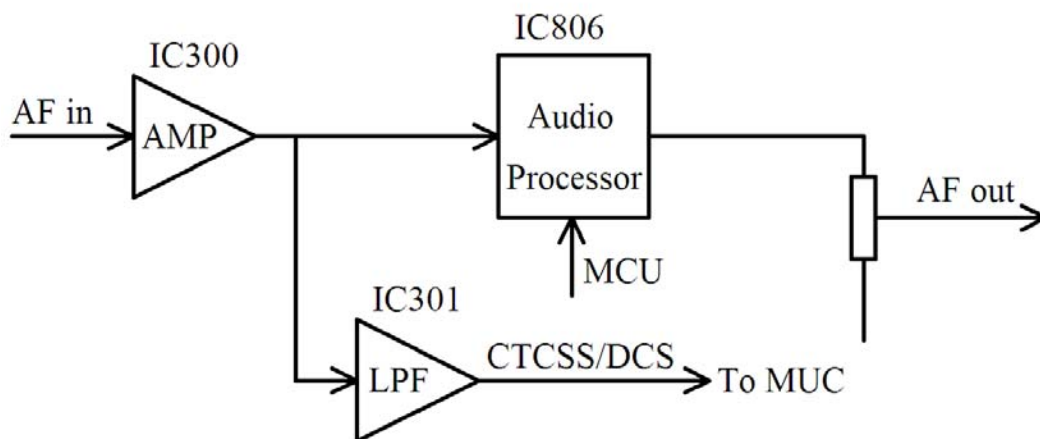 IC806
IC300
AF in
AMP
Audio
Processor
AF out
MCU
IC301
LPF
CTCSS/DCS
To MUC